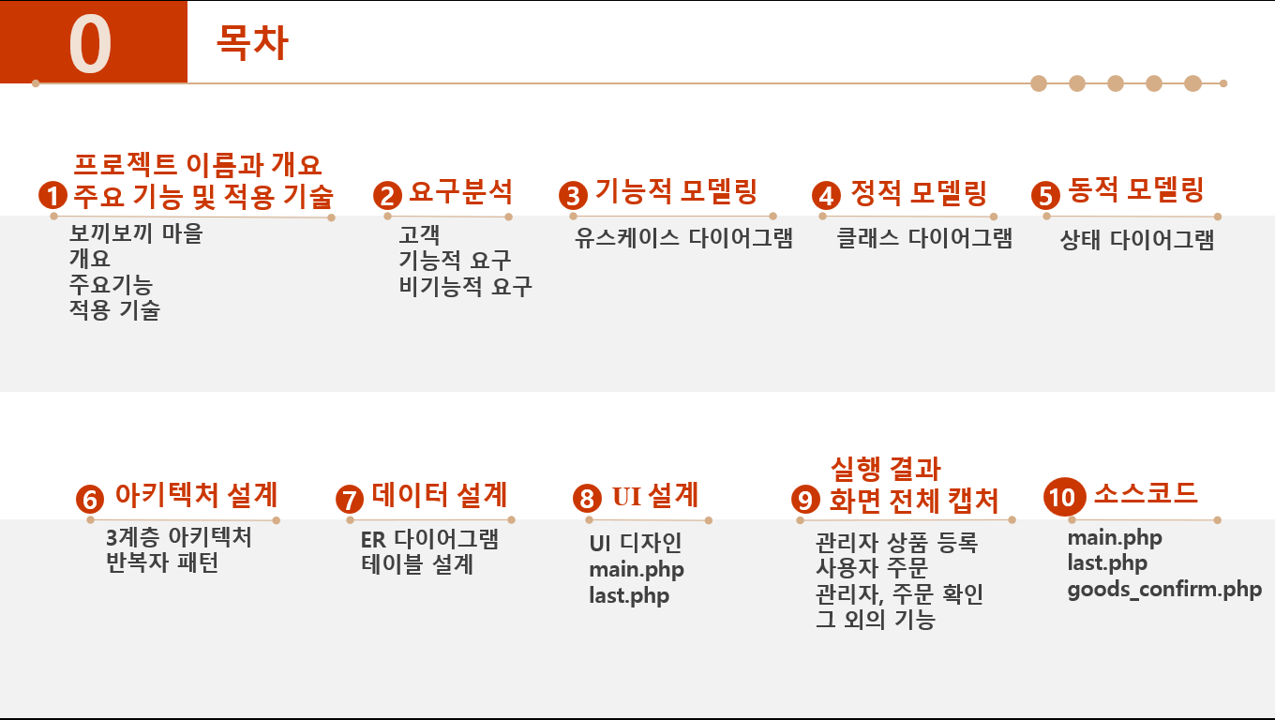 0
목차
1
프로젝트 이름과 개요
주요 기능 및 적용 기술
보끼보끼 마을
개요
주요기능
적용 기술
2
요구분석
고객
기능적 요구
비기능적 요구
3
기능적 모델링
유스케이스 다이어그램
4
정적 모델링
클래스 다이어그램
5
동적 모델링
상태 다이어그램
6
아키텍처 설계
3계층 아키텍처
반복자 패턴
7
데이터 설계
ER 다이어그램
테이블 설계
8
UI 설계
UI 디자인
main.php
last.php
9
실행 결과
화면 전체 캡처
관리자 상품 등록
사용자 주문
관리자, 주문 확인
그 외의 기능
10
소스코드
main.php
last.php
goods_confirm.php